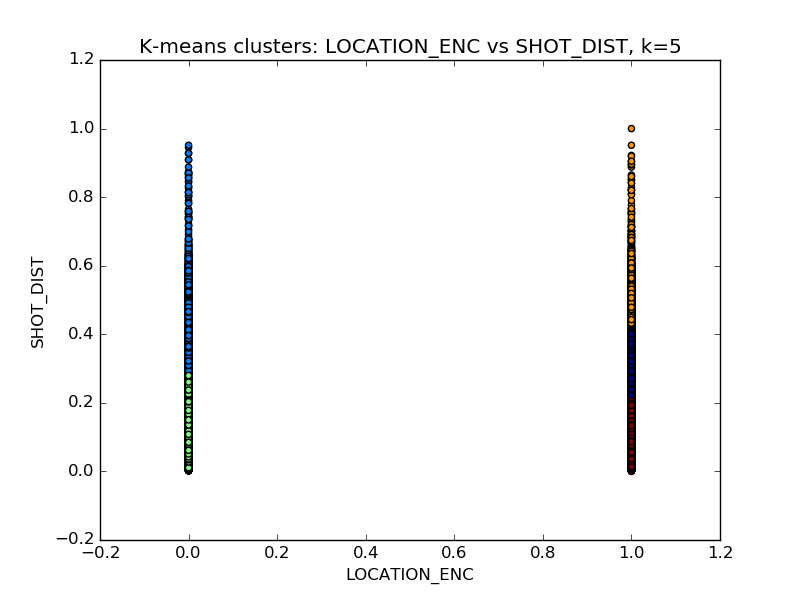 K-means clusters: LOCATION_ENC vs SHOT_DIST, k=5
1.2
1.0
0.8
0.6
0.4
0.2
0.0
−0.2
SHOT_DIST
−0.2 0.0 0.2 0.4 0.6 0.8 1.0 1.2
LOCATION_ENC